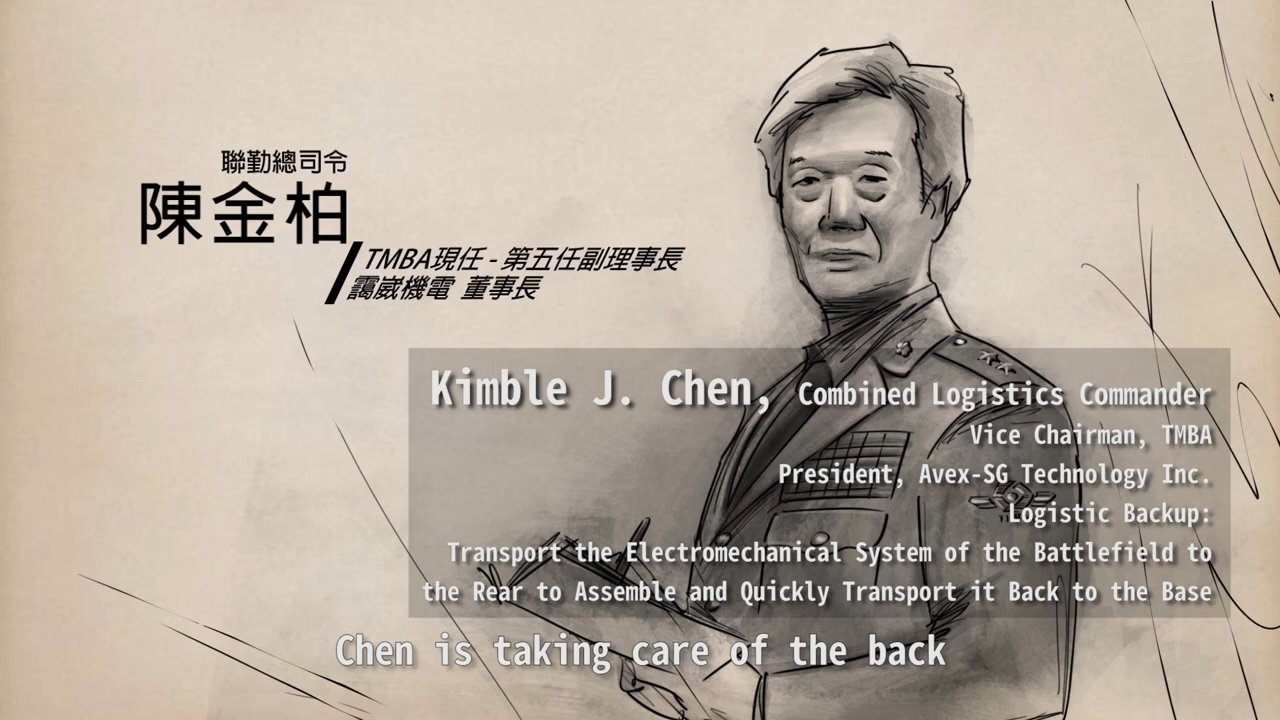 聯勤總司令
陳金柏
TMBA現任 - 第五任副理事長
靄崴機電 董事長
Kimble J. Chen, Combined Logistics Commander
Vice Chairman, TMBA
President, Avex-SG Technology Inc.
Logistic Backup:
Transport the Electromechanical System of the Battlefield to
the Rear to Assemble and Quickly Transport it Back to the Base
Chen is taking care of the back